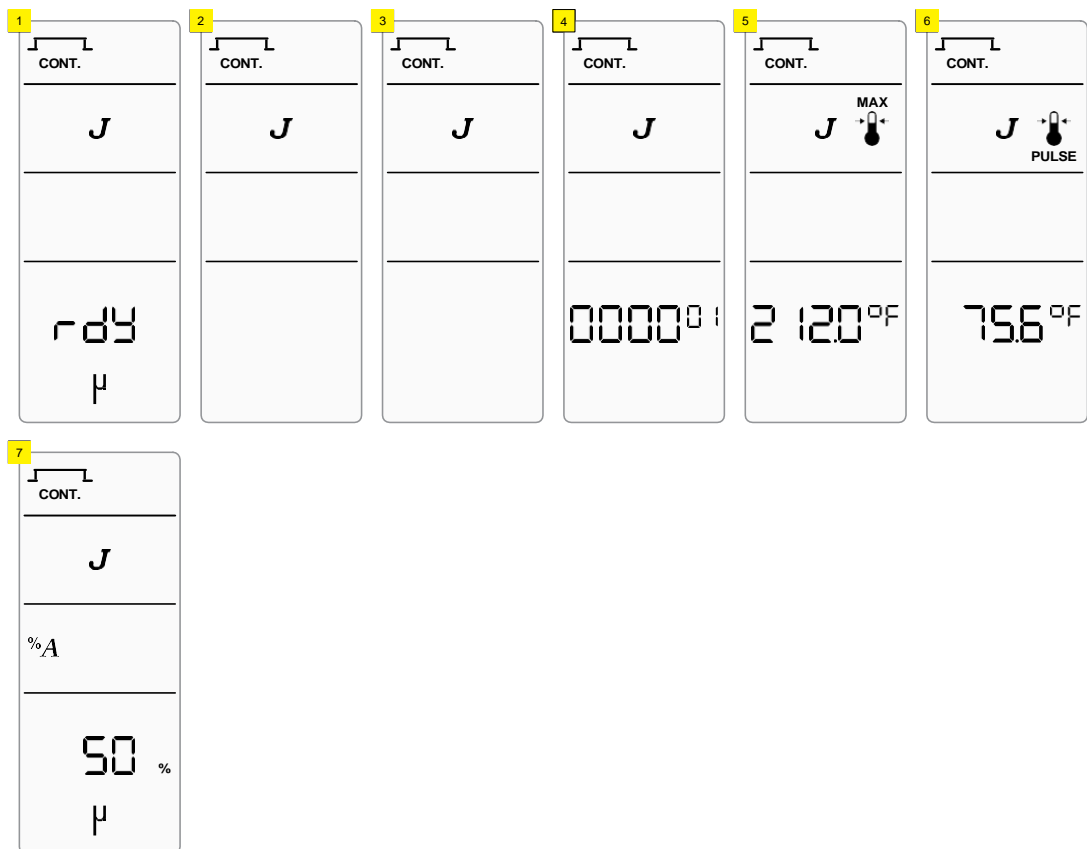 1
CONT.
J
rdY
µ
2
CONT.
J
3
CONT.
J
4
CONT.
J
000001
5
CONT.
MAX
J
212.0°F
6
CONT.
J
PULSE
75.6°F
7
CONT.
J
%A
50 %
µ